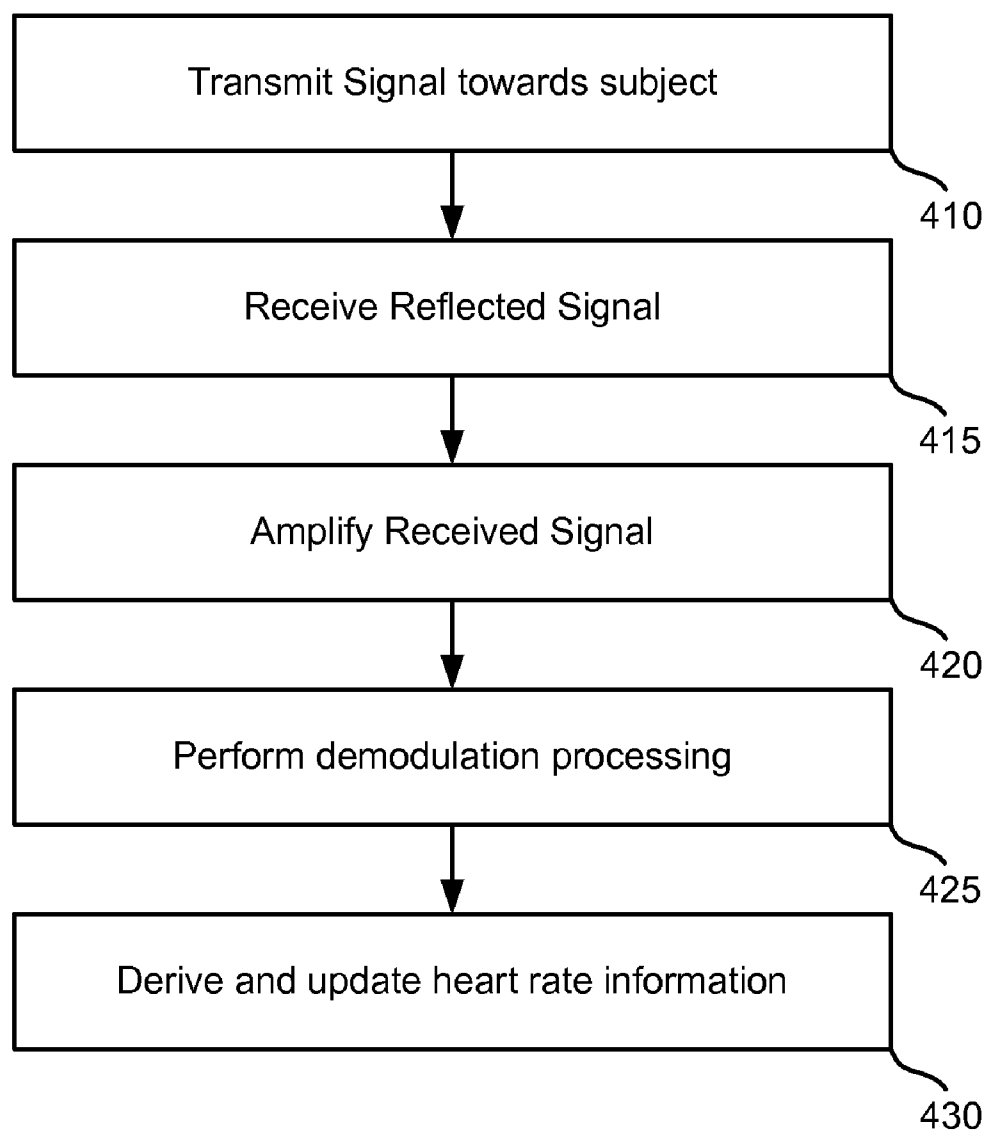 Transmit Signal towards subject
410
Receive Reflected Signal
415
Amplify Received Signal
420
Perform demodulation processing
425
Derive and update heart rate information
430